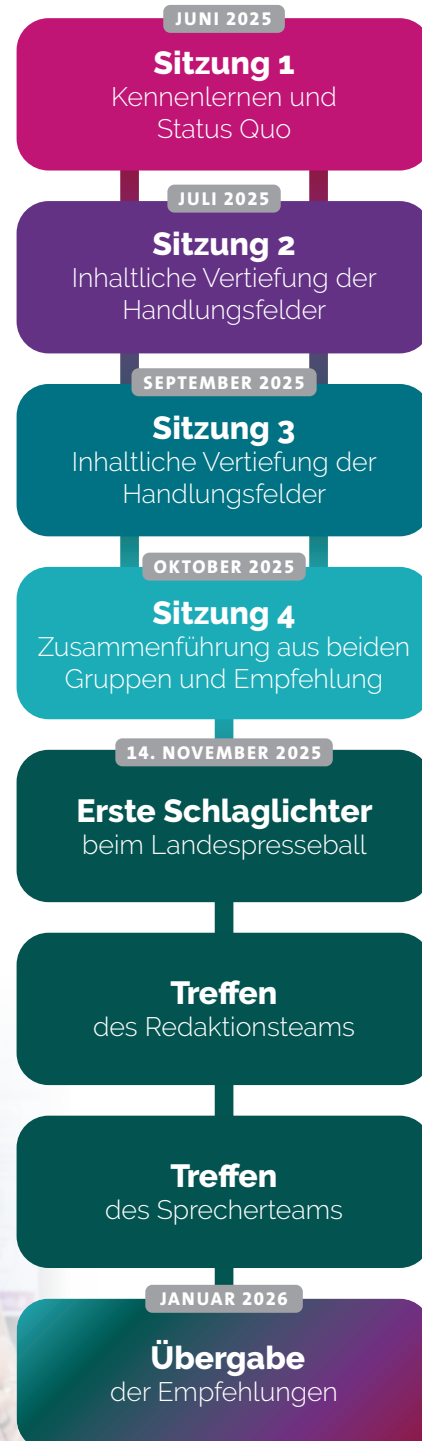 JUNI 2025
Sitzung 1
Kennenlernen und
Status Quo
JULI 2025
Sitzung 2
Inhaltliche Vertiefung der
Handlungsfelder
SEPTEMBER 2025
Sitzung 3
Inhaltliche Vertiefung der
Handlungsfelder
OKTOBER 2025
Sitzung 4
Zusammenführung aus beiden
Gruppen und Empfehlung
14. NOVEMBER 2025
Erste Schlaglichter
beim Landespresseball
Treffen
des Redaktionsteams
Treffen
des Sprecherteams
JANUAR 2026
Übergabe
der Empfehlungen